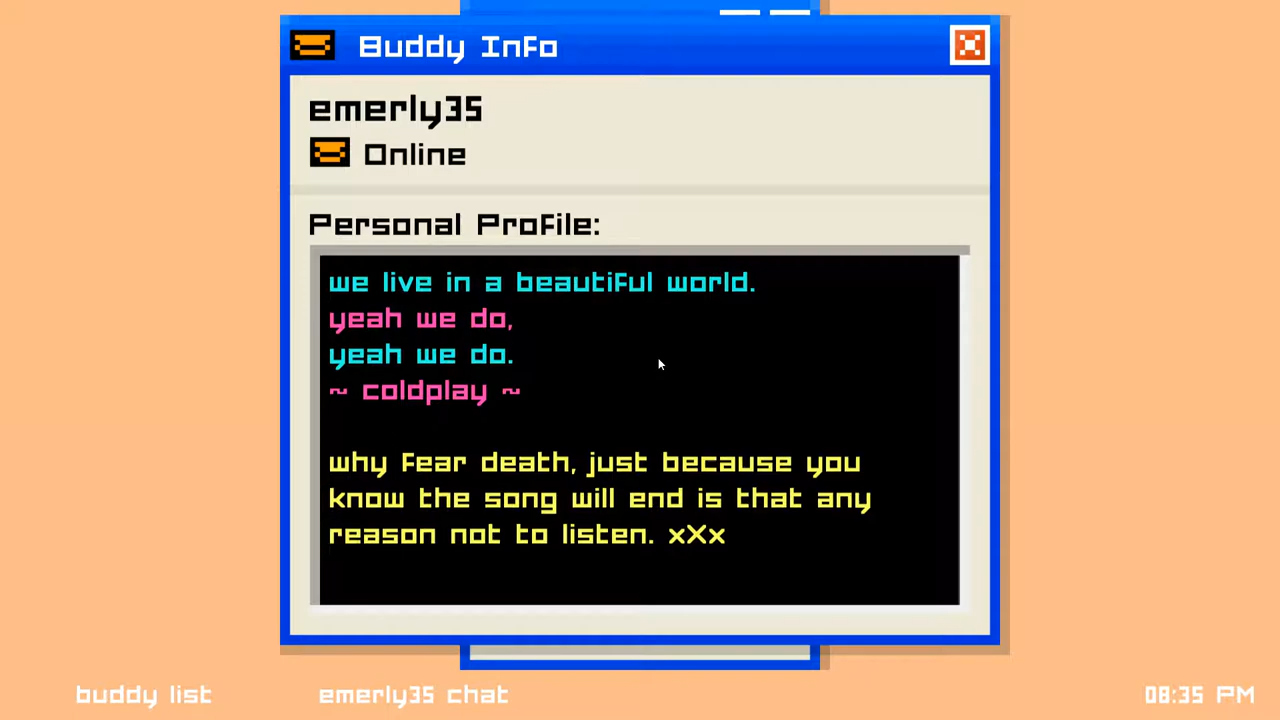 Buddy Info
emerly35
Online
Personal Profile:
we live in a beautiful world.
yeah we do,
yeah we do.
~ coldplay ~
why fear death, just because you
know the song will end is that any
reason not to listen. xXx
buddy list
emerly35 chat
08:35 PM